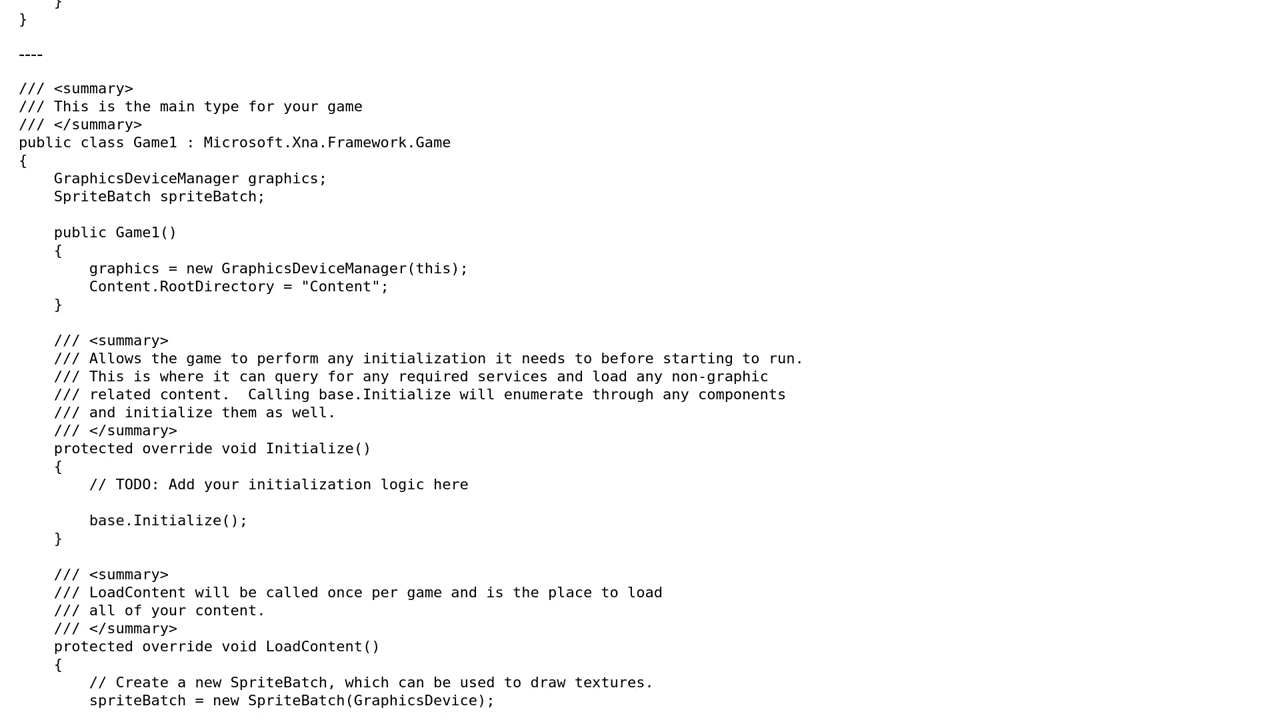 }
}
----
/// <summary>
/// This is the main type for your game
/// </summary>
public class Game1 : Microsoft.Xna.Framework.Game
{
    GraphicsDeviceManager graphics;
    SpriteBatch spriteBatch;

    public Game1()
    {
        graphics = new GraphicsDeviceManager(this);
        Content.RootDirectory = "Content";
    }

    /// <summary>
    /// Allows the game to perform any initialization it needs to before starting to run.
    /// This is where it can query for any required services and load any non-graphic
    /// related content.  Calling base.Initialize will enumerate through any components
    /// and initialize them as well.
    /// </summary>
    protected override void Initialize()
    {
        // TODO: Add your initialization logic here

        base.Initialize();
    }

    /// <summary>
    /// LoadContent will be called once per game and is the place to load
    /// all of your content.
    /// </summary>
    protected override void LoadContent()
    {
        // Create a new SpriteBatch, which can be used to draw textures.
        spriteBatch = new SpriteBatch(GraphicsDevice);